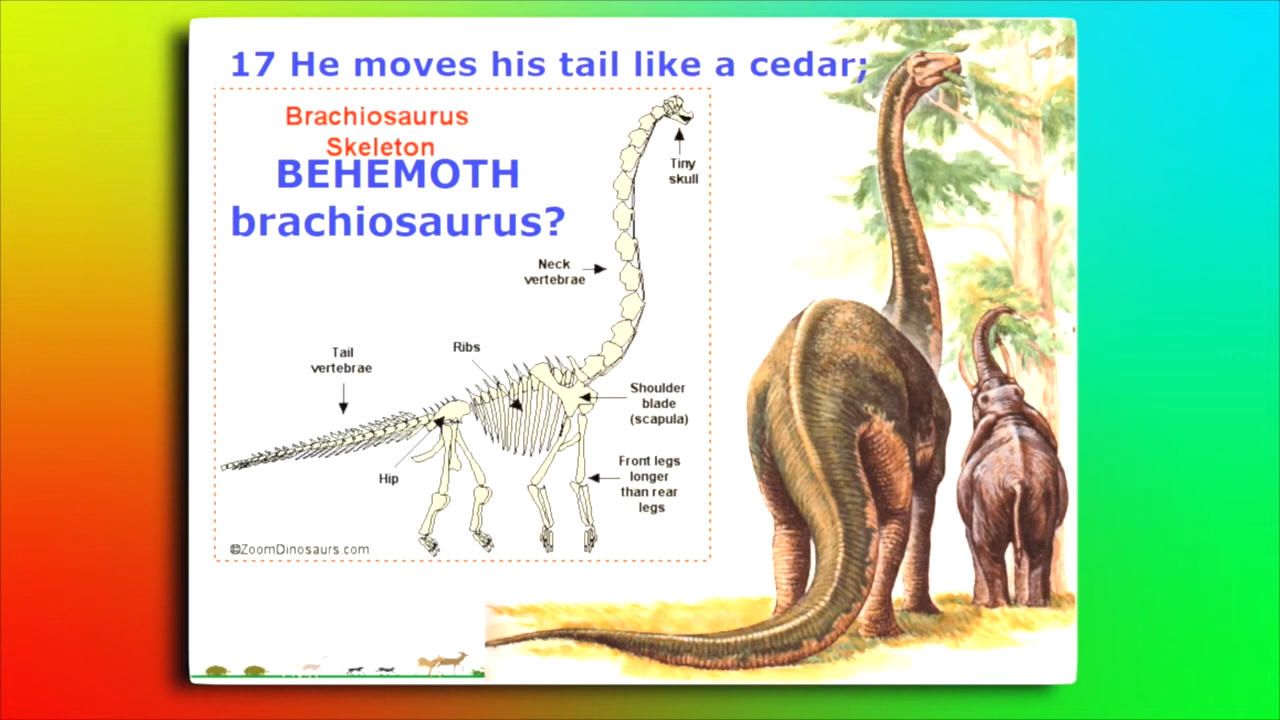 17 He moves his tail like a cedar;
Brachiosaurus
Skeleton
BEHEMOTH
brachiosaurus?
Tiny
skull
Neck
vertebrae
Tail
vertebrae
Ribs
Shoulder
blade
(scapula)
Hip
Front legs
longer
than rear
legs
©ZoomDinosaurs.com